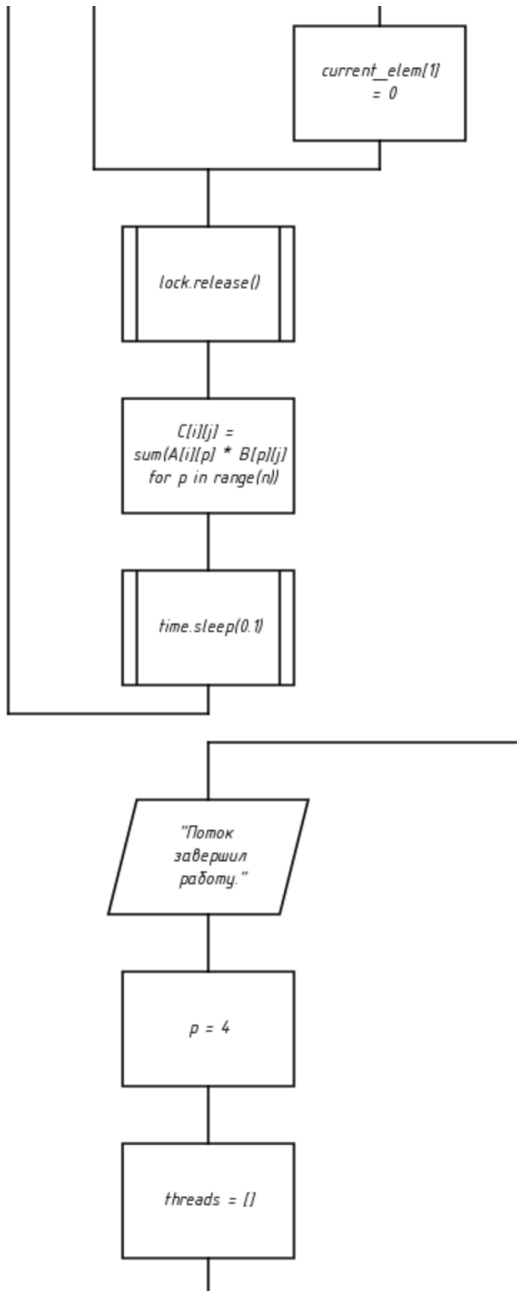 current_elem[1]
= 0
lock.release()
C[i][j] =
sum(A[i][p] * B[p][j]
for p in range(n))
time.sleep(0.1)
"Поток
завершил
работу."
p = 4
threads = []